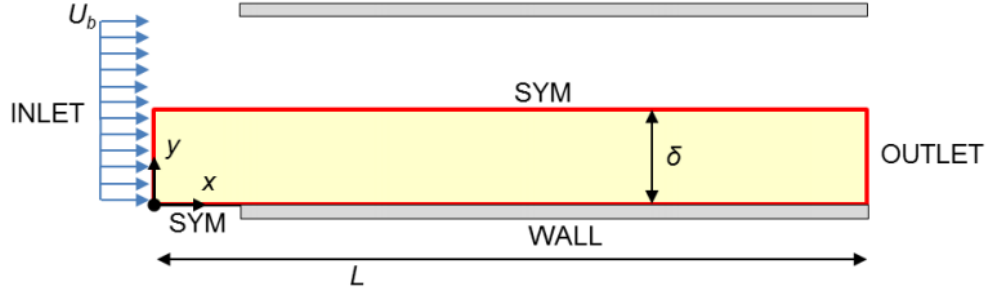 U_b
SYM
INLET
y
δ
OUTLET
x
SYM
WALL
L